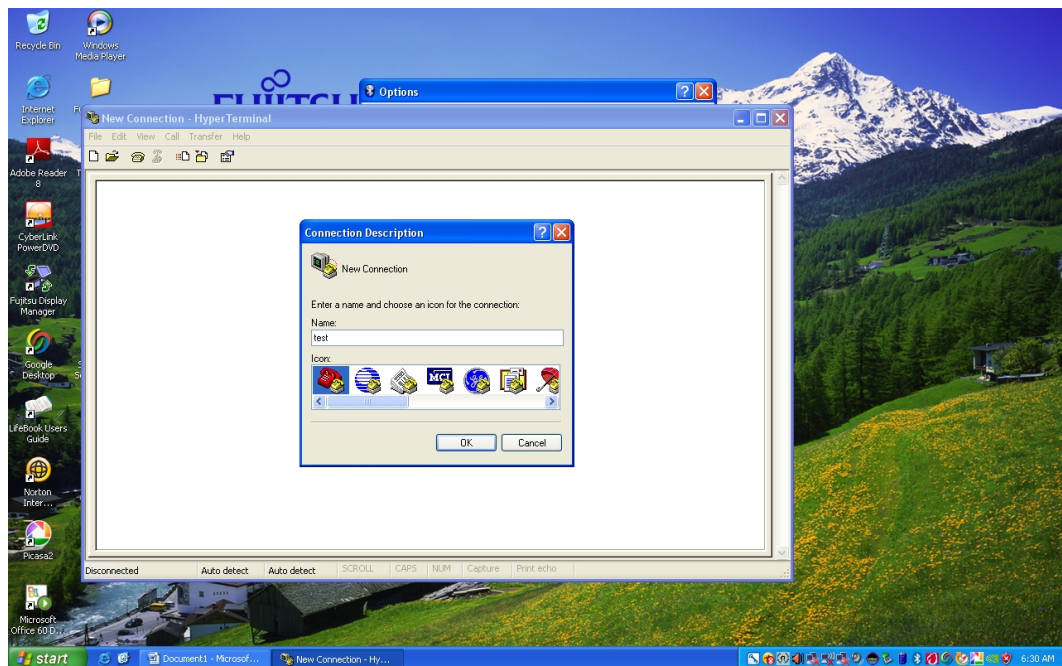 Recycle Bin
Windows Media Player
Internet Explorer
FUJITSU
Options
New Connection - HyperTerminal
File Edit View Call Transfer Help
Adobe Reader 8
CyberLink PowerDVD
Fujitsu Display Manager
Google Desktop
LifeBook Users Guide
Norton Inter...
Picasa2
Microsoft Office 60 D...
Connection Description
New Connection
Enter a name and choose an icon for the connection:
Name:
test
Icon:
MCI
OK Cancel
Disconnected Auto detect Auto detect SCROLL CAPS NUM Capture Print echo
start Document1 - Microsof... New Connection - Hy... 6:30 AM